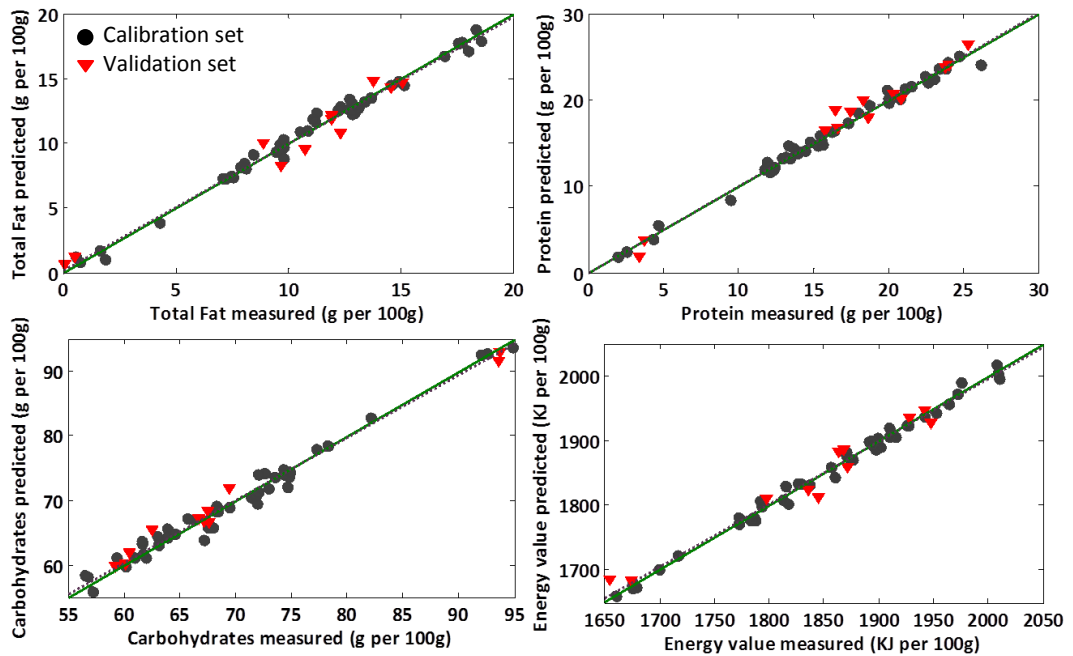 Total Fat predicted (g per 100g)
20
15
10
5
0
Calibration set
Validation set
0 5 10 15 20
Total Fat measured (g per 100g)
Protein predicted (g per 100g)
30
20
10
0
0 5 10 15 20 25 30
Protein measured (g per 100g)
Carbohydrates predicted (g per 100g)
90
80
70
60
55 60 65 70 75 80 85 90 95
Carbohydrates measured (g per 100g)
Energy value predicted (KJ per 100g)
2000
1900
1800
1700
1650 1700 1750 1800 1850 1900 1950 2000 2050
Energy value measured (KJ per 100g)